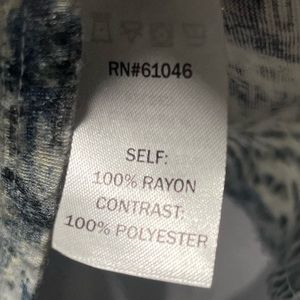 RN#61046
SELF:
100% RAYON
CONTRAST:
100% POLYESTER